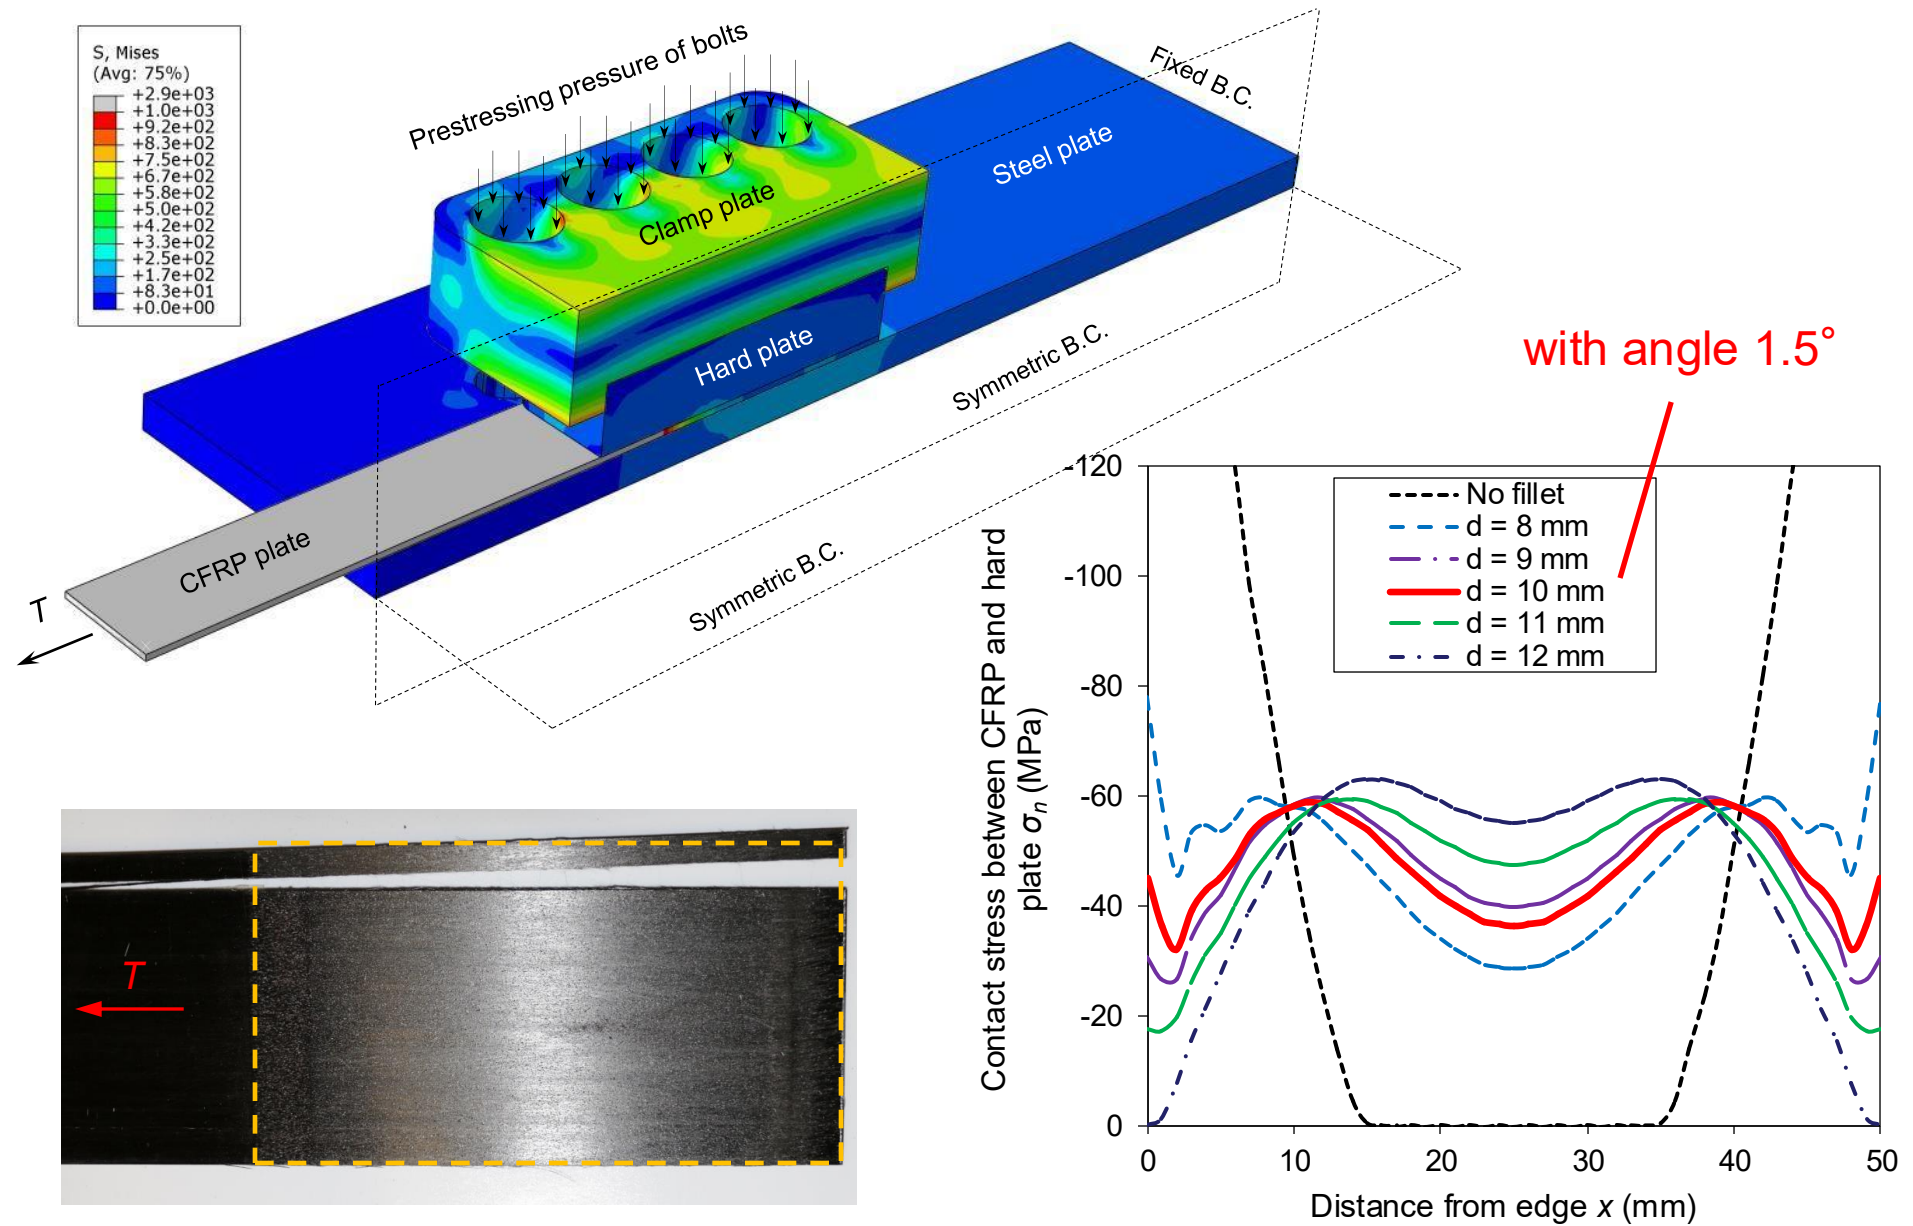 S, Mises
(Avg: 75%)
+2.9e+03
+1.0e+03
+9.2e+02
+8.3e+02
+7.5e+02
+6.7e+02
+5.8e+02
+5.0e+02
+4.2e+02
+3.3e+02
+2.5e+02
+1.7e+02
+8.3e+01
+0.0e+00
Prestressing pressure of bolts
Fixed B.C.
Steel plate
Clamp plate
Hard plate
Symmetric B.C.
Symmetric B.C.
CFRP plate
T
with angle 1.5°
No fillet
d = 8 mm
d = 9 mm
d = 10 mm
d = 11 mm
d = 12 mm
Contact stress between CFRP and hard
plate σn (MPa)
-120
-100
-80
-60
-40
-20
0
0 10 20 30 40 50
Distance from edge x (mm)
T